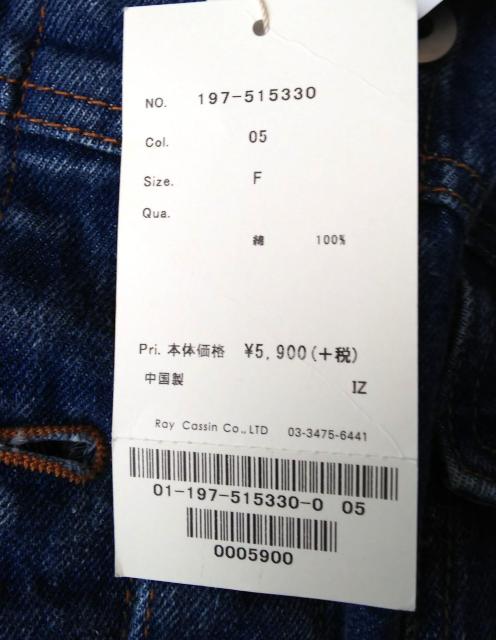 NO. 197-515330
Col. 05
Size. F
Qua.
綿 100%
Pri. 本体価格 ¥5,900(+税)
中国製 IZ
Ray Cassin Co.,LTD 03-3475-6441
01-197-515330-0 05
0005900